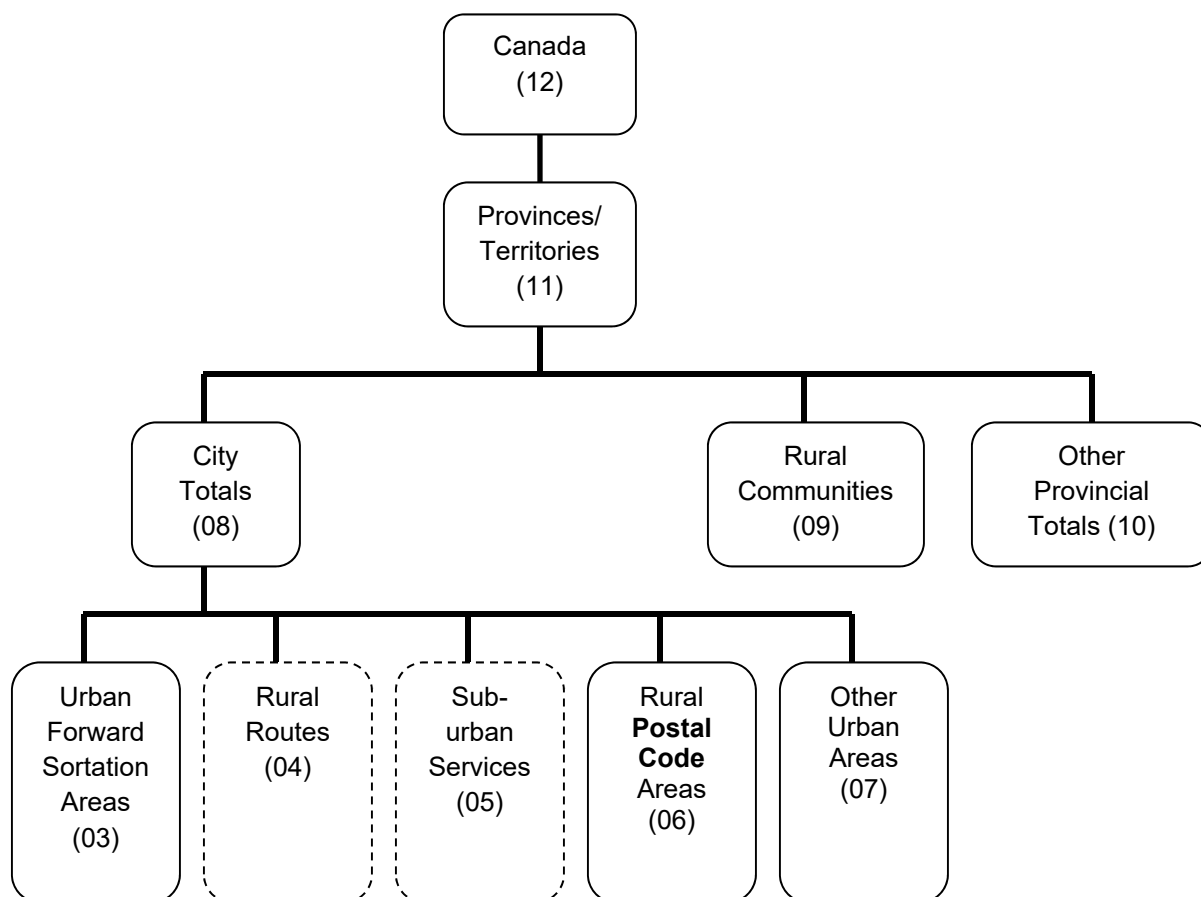 Canada
(12)
Provinces/
Territories
(11)
City
Totals
(08)
Rural
Communities
(09)
Other
Provincial
Totals (10)
Urban
Forward
Sortation
Areas
(03)
Rural
Routes
(04)
Sub-
urban
Services
(05)
Rural
Postal
Code
Areas
(06)
Other
Urban
Areas
(07)